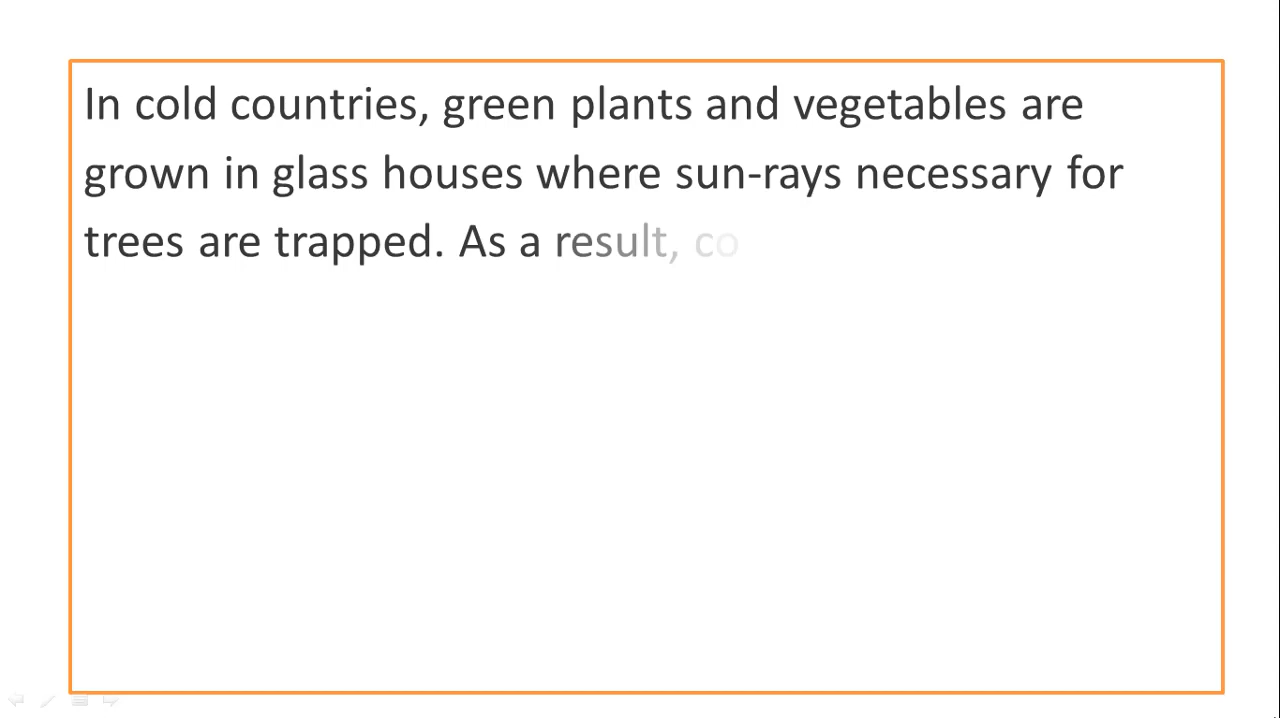 In cold countries, green plants and vegetables are
grown in glass houses where sun-rays necessary for
trees are trapped. As a result, co